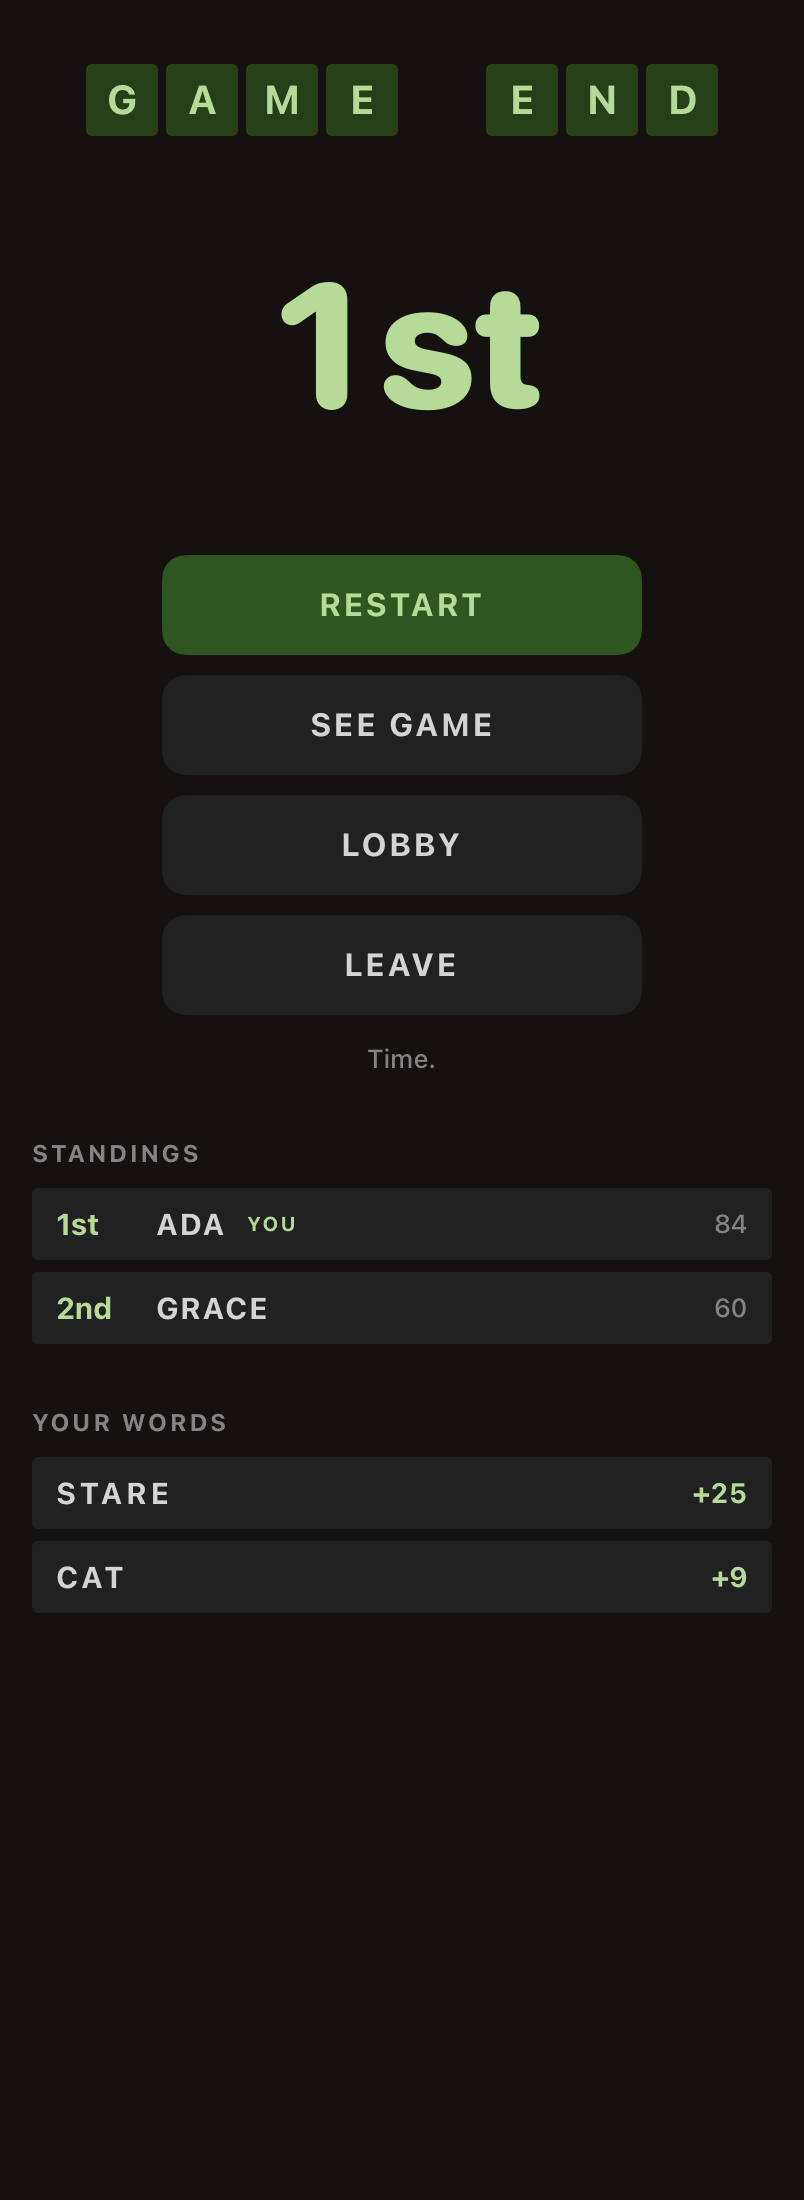 GAME END
1st
RESTART
SEE GAME
LOBBY
LEAVE
Time.
STANDINGS
1st ADA YOU 84
2nd GRACE 60
YOUR WORDS
STARE +25
CAT +9